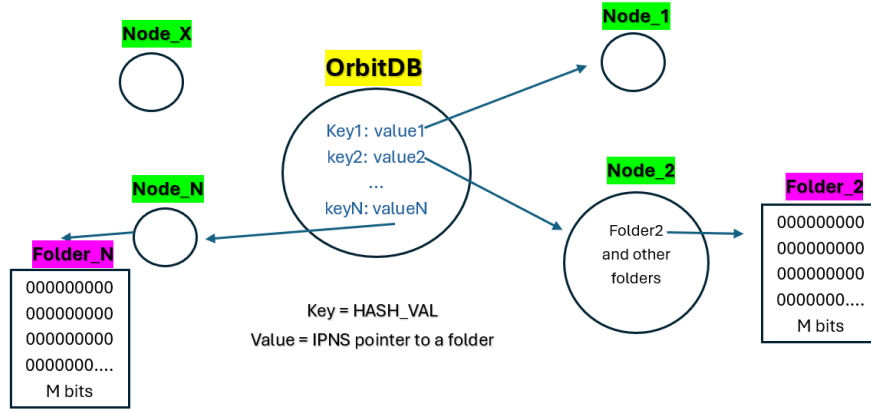 Node_X
Node_1
OrbitDB
Key1: value1
key2: value2
...
keyN: valueN
Node_N
Node_2
Folder_2
Folder2
and other
folders
000000000
000000000
000000000
0000000....
M bits
Folder_N
000000000
000000000
000000000
0000000....
M bits
Key = HASH_VAL
Value = IPNS pointer to a folder